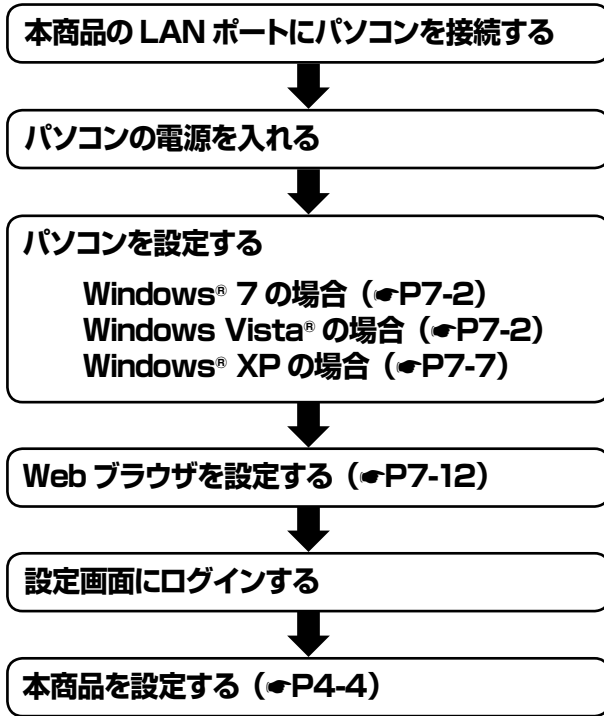 本商品の LAN ポートにパソコンを接続する
パソコンの電源を入れる
パソコンを設定する
Windows® 7 の場合（☛P7-2）
Windows Vista® の場合（☛P7-2）
Windows® XP の場合（☛P7-7）
Web ブラウザを設定する（☛P7-12）
設定画面にログインする
本商品を設定する（☛P4-4）